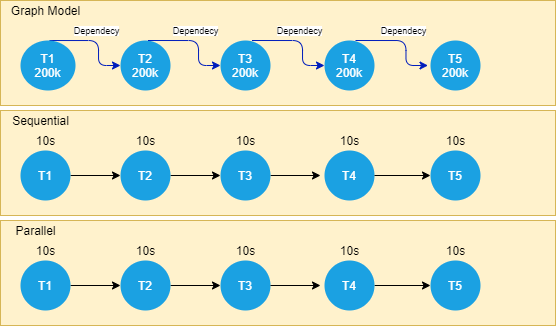 Graph Model
Dependecy Dependecy Dependecy Dependecy
T1 T2 T3 T4 T5
200k 200k 200k 200k 200k
Sequential
10s 10s 10s 10s 10s
T1 T2 T3 T4 T5
Parallel
10s 10s 10s 10s 10s
T1 T2 T3 T4 T5